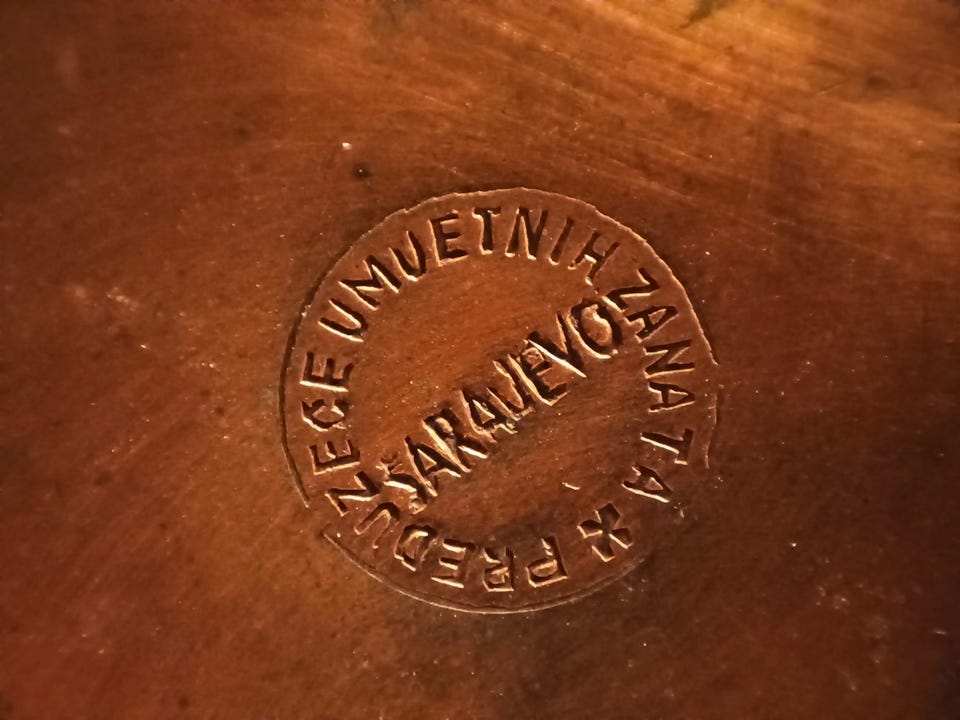 PREDUZEĆE UMJETNIH ZANATA *
SARAJEVO